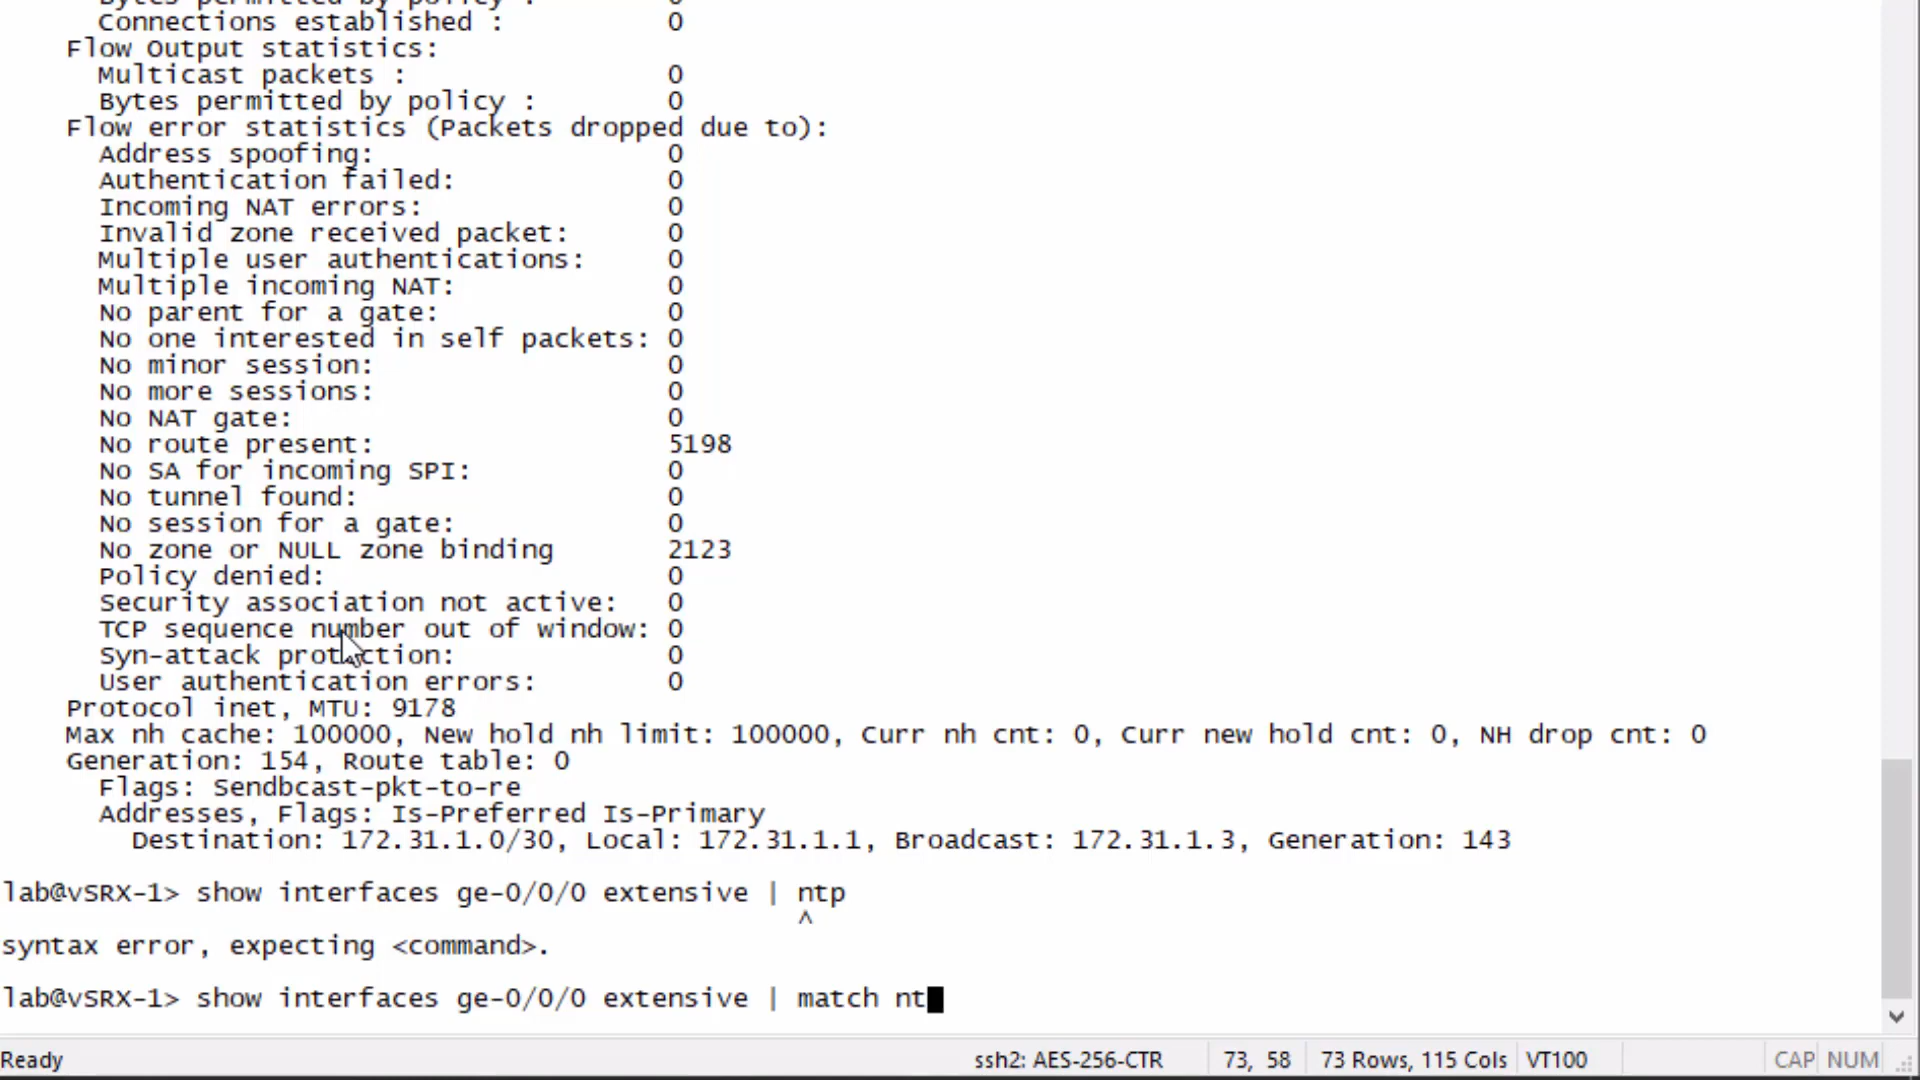 Bytes permitted by policy : 0
Connections established : 0
Flow Output statistics:
Multicast packets : 0
Bytes permitted by policy : 0
Flow error statistics (Packets dropped due to):
Address spoofing: 0
Authentication failed: 0
Incoming NAT errors: 0
Invalid zone received packet: 0
Multiple user authentications: 0
Multiple incoming NAT: 0
No parent for a gate: 0
No one interested in self packets: 0
No minor session: 0
No more sessions: 0
No NAT gate: 0
No route present: 5198
No SA for incoming SPI: 0
No tunnel found: 0
No session for a gate: 0
No zone or NULL zone binding 2123
Policy denied: 0
Security association not active: 0
TCP sequence number out of window: 0
Syn-attack protection: 0
User authentication errors: 0
Protocol inet, MTU: 9178
Max nh cache: 100000, New hold nh limit: 100000, Curr nh cnt: 0, Curr new hold cnt: 0, NH drop cnt: 0
Generation: 154, Route table: 0
Flags: Sendbcast-pkt-to-re
Addresses, Flags: Is-Preferred Is-Primary
Destination: 172.31.1.0/30, Local: 172.31.1.1, Broadcast: 172.31.1.3, Generation: 143
lab@vSRX-1> show interfaces ge-0/0/0 extensive | ntp
^
syntax error, expecting <command>.
lab@vSRX-1> show interfaces ge-0/0/0 extensive | match nt
Ready ssh2: AES-256-CTR 73, 58 73 Rows, 115 Cols VT100 CAP NUM